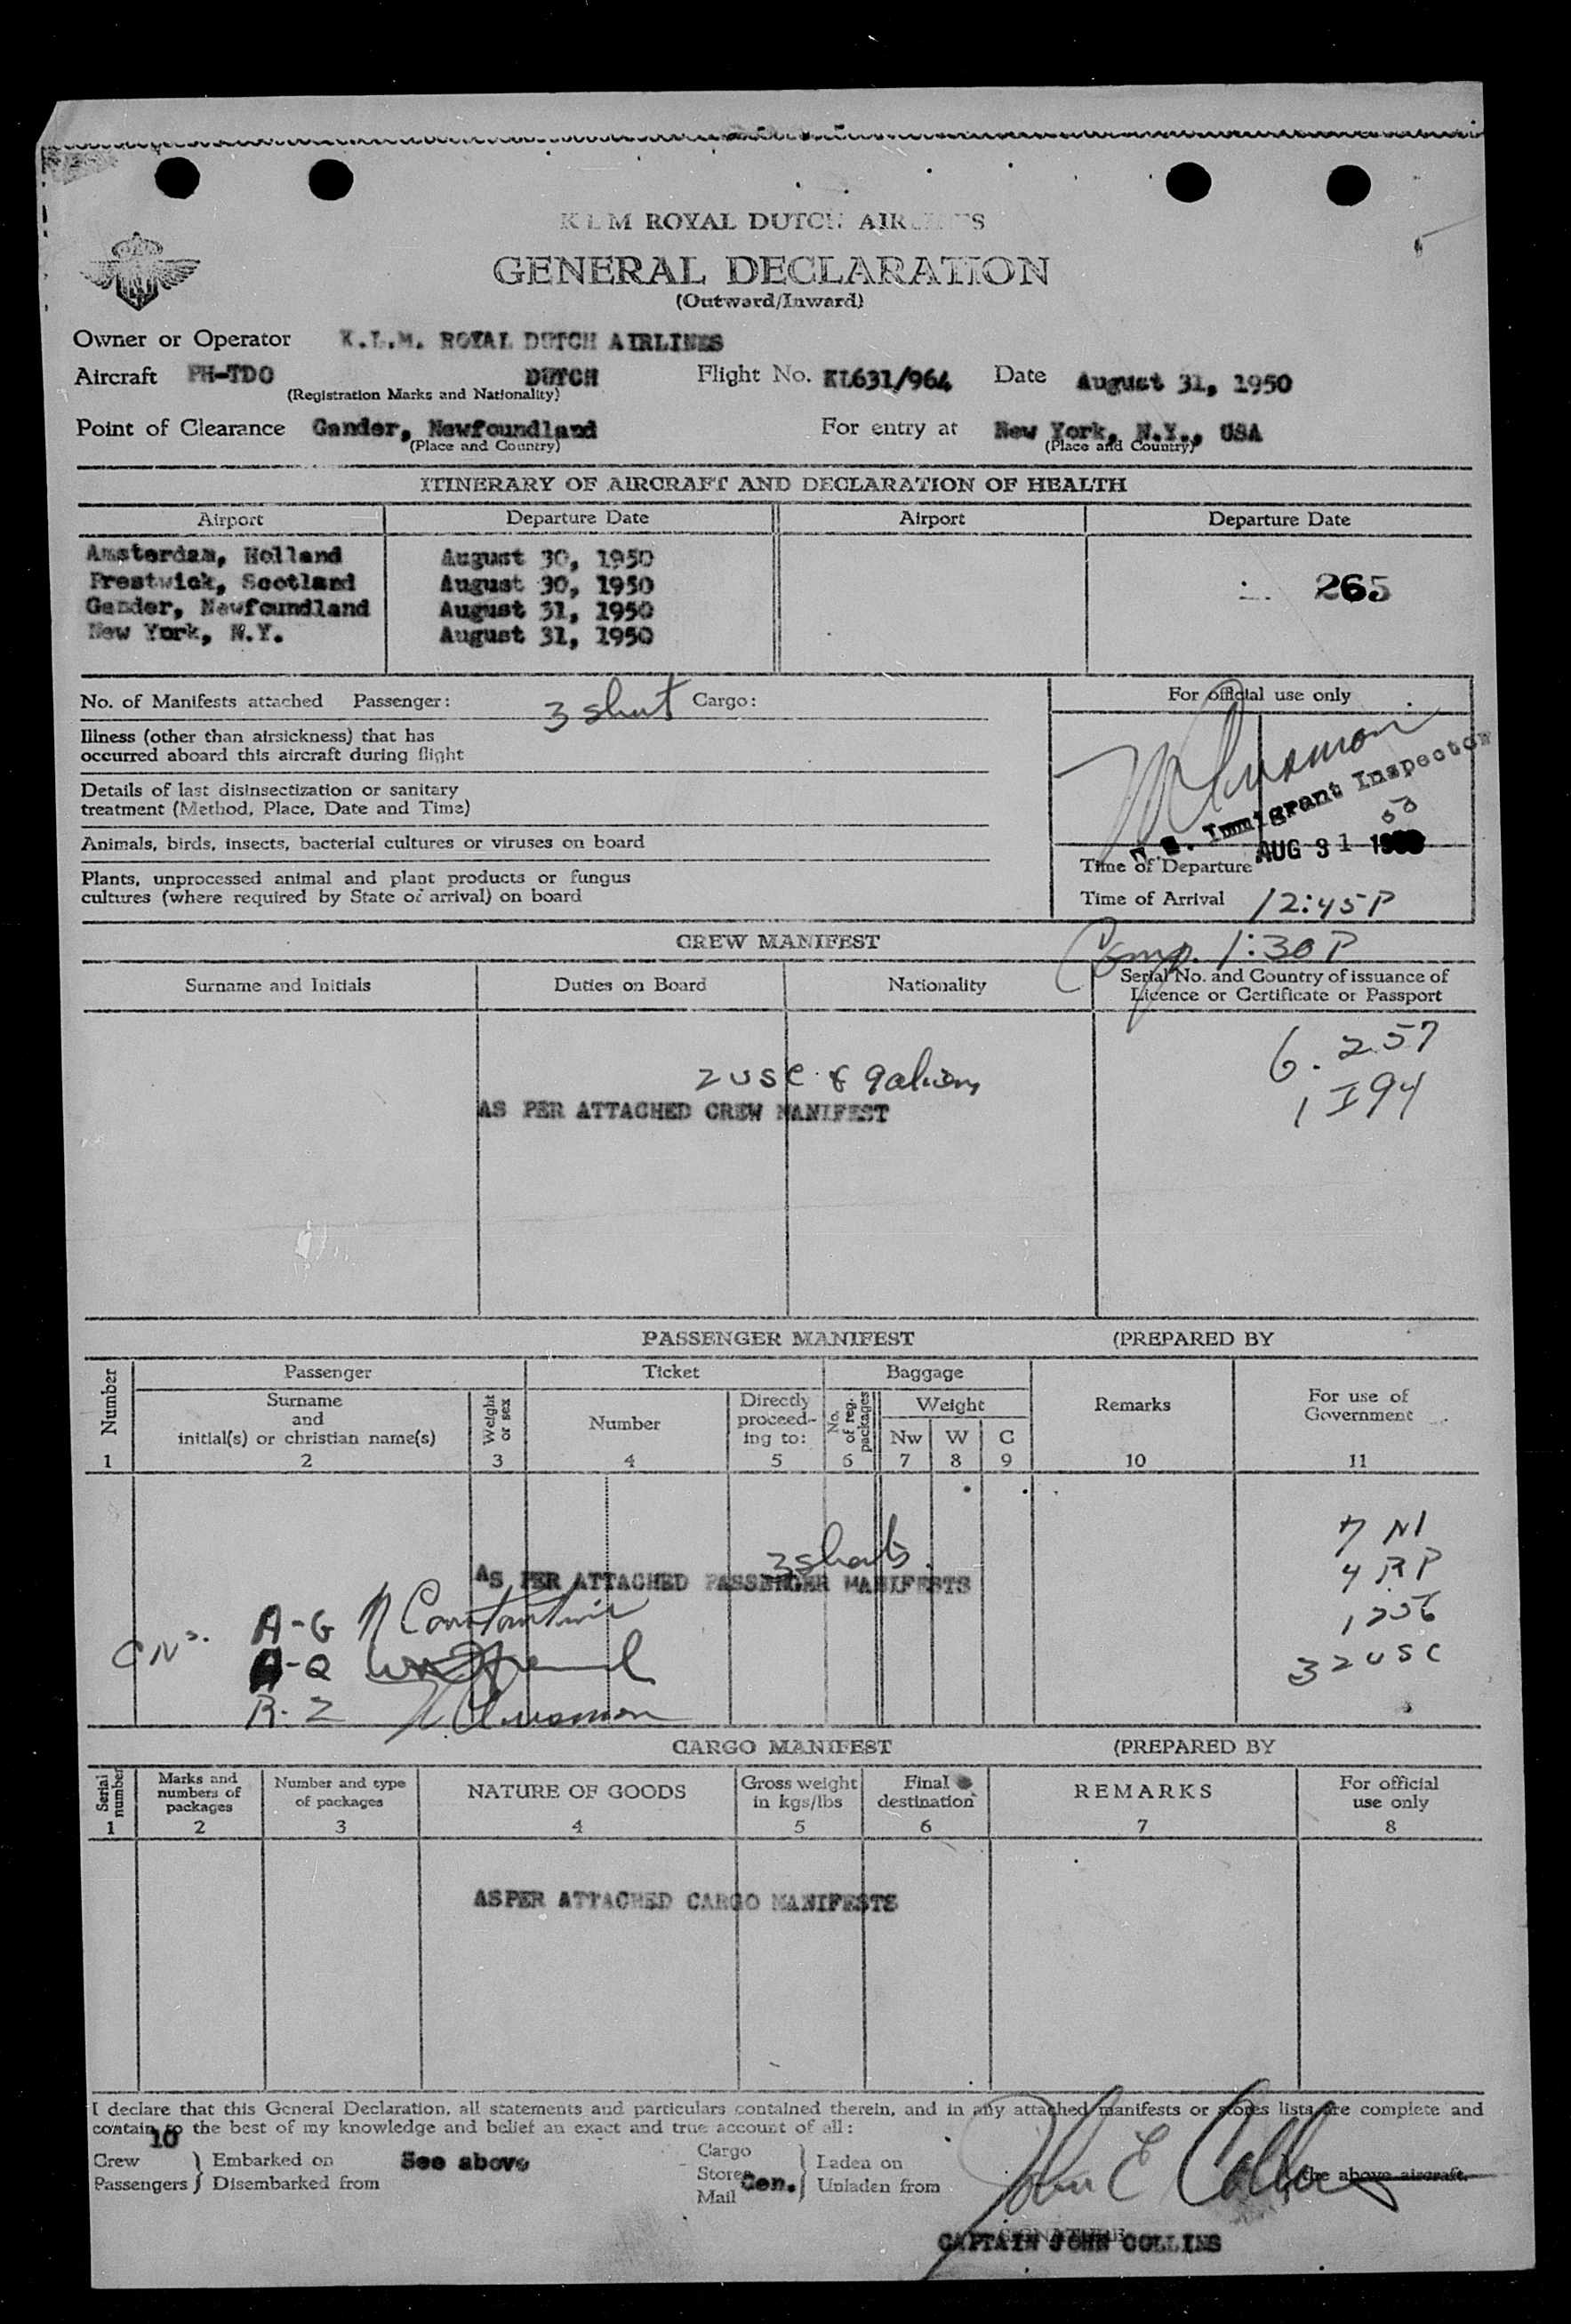 KLM ROYAL DUTCH AIRLINES
GENERAL DECLARATION
(Outward/Inward)
Owner or Operator K.L.M. ROYAL DUTCH AIRLINES
Aircraft PH-TDO DUTCH Flight No. KL631/964 Date August 31, 1950
(Registration Marks and Nationality)
Point of Clearance Gander, Newfoundland For entry at New York, N.Y., USA
(Place and Country) (Place and Country)
ITINERARY OF AIRCRAFT AND DECLARATION OF HEALTH
Airport Departure Date Airport Departure Date
Amsterdam, Holland August 30, 1950
Prestwick, Scotland August 30, 1950
265
Gander, Newfoundland August 31, 1950
New York, N.Y. August 31, 1950
No. of Manifests attached Passenger: 3 Cargo:
For official use only
Illness (other than airsickness) that has
occurred aboard this aircraft during flight
Details of last disinsectization or sanitary
treatment (Method, Place, Date and Time)
Immigrant Inspector
Animals, birds, insects, bacterial cultures or viruses on board
50
AUG 31
Time of Departure
Plants, unprocessed animal and plant products or fungus
cultures (where required by State of arrival) on board
Time of Arrival 12:45P
Comp. 1:30P
CREW MANIFEST
Surname and Initials Duties on Board Nationality Serial No. and Country of issuance of
Licence or Certificate or Passport
6. 257
2 USC & 9 aliens
1 I94
AS PER ATTACHED CREW MANIFEST
PASSENGER MANIFEST (PREPARED BY
Number Passenger Ticket Baggage Remarks For use of
Government
Surname
and
initial(s) or christian name(s) Weight or sex Number Directly
proceed-
ing to: No. of reg. packages Weight
Nw W C
1 2 3 4 5 6 7 8 9 10 11
7 NI
3 sheets
4 RP
AS PER ATTACHED PASSENGER MANIFESTS
A-G N Constantine
32 USC
R-Z
CARGO MANIFEST (PREPARED BY
Serial number Marks and
numbers of
packages Number and type
of packages NATURE OF GOODS Gross weight
in kgs/lbs Final
destination REMARKS For official
use only
1 2 3 4 5 6 7 8
ASPER ATTACHED CARGO MANIFESTS
I declare that this General Declaration, all statements and particulars contained therein, and in any attached manifests or stores lists are complete and
contain to the best of my knowledge and belief an exact and true account of all:
10
Crew Embarked on See above Cargo Laden on
Passengers Disembarked from Stores Gen. Unladen from the above aircraft.
Mail
John E Collins
SIGNATURE
CAPTAIN JOHN COLLINS